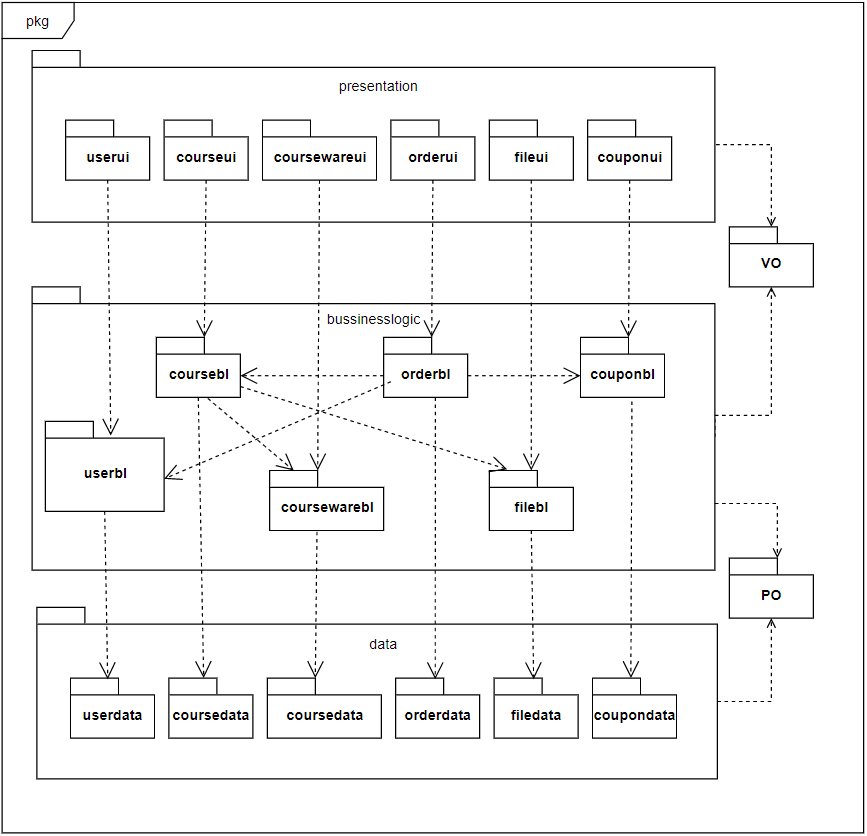 pkg
presentation
userui
courseui
coursewareui
orderui
fileui
couponui
VO
bussinesslogic
coursebl
orderbl
couponbl
userbl
coursewarebl
filebl
PO
data
userdata
coursedata
coursedata
orderdata
filedata
coupondata